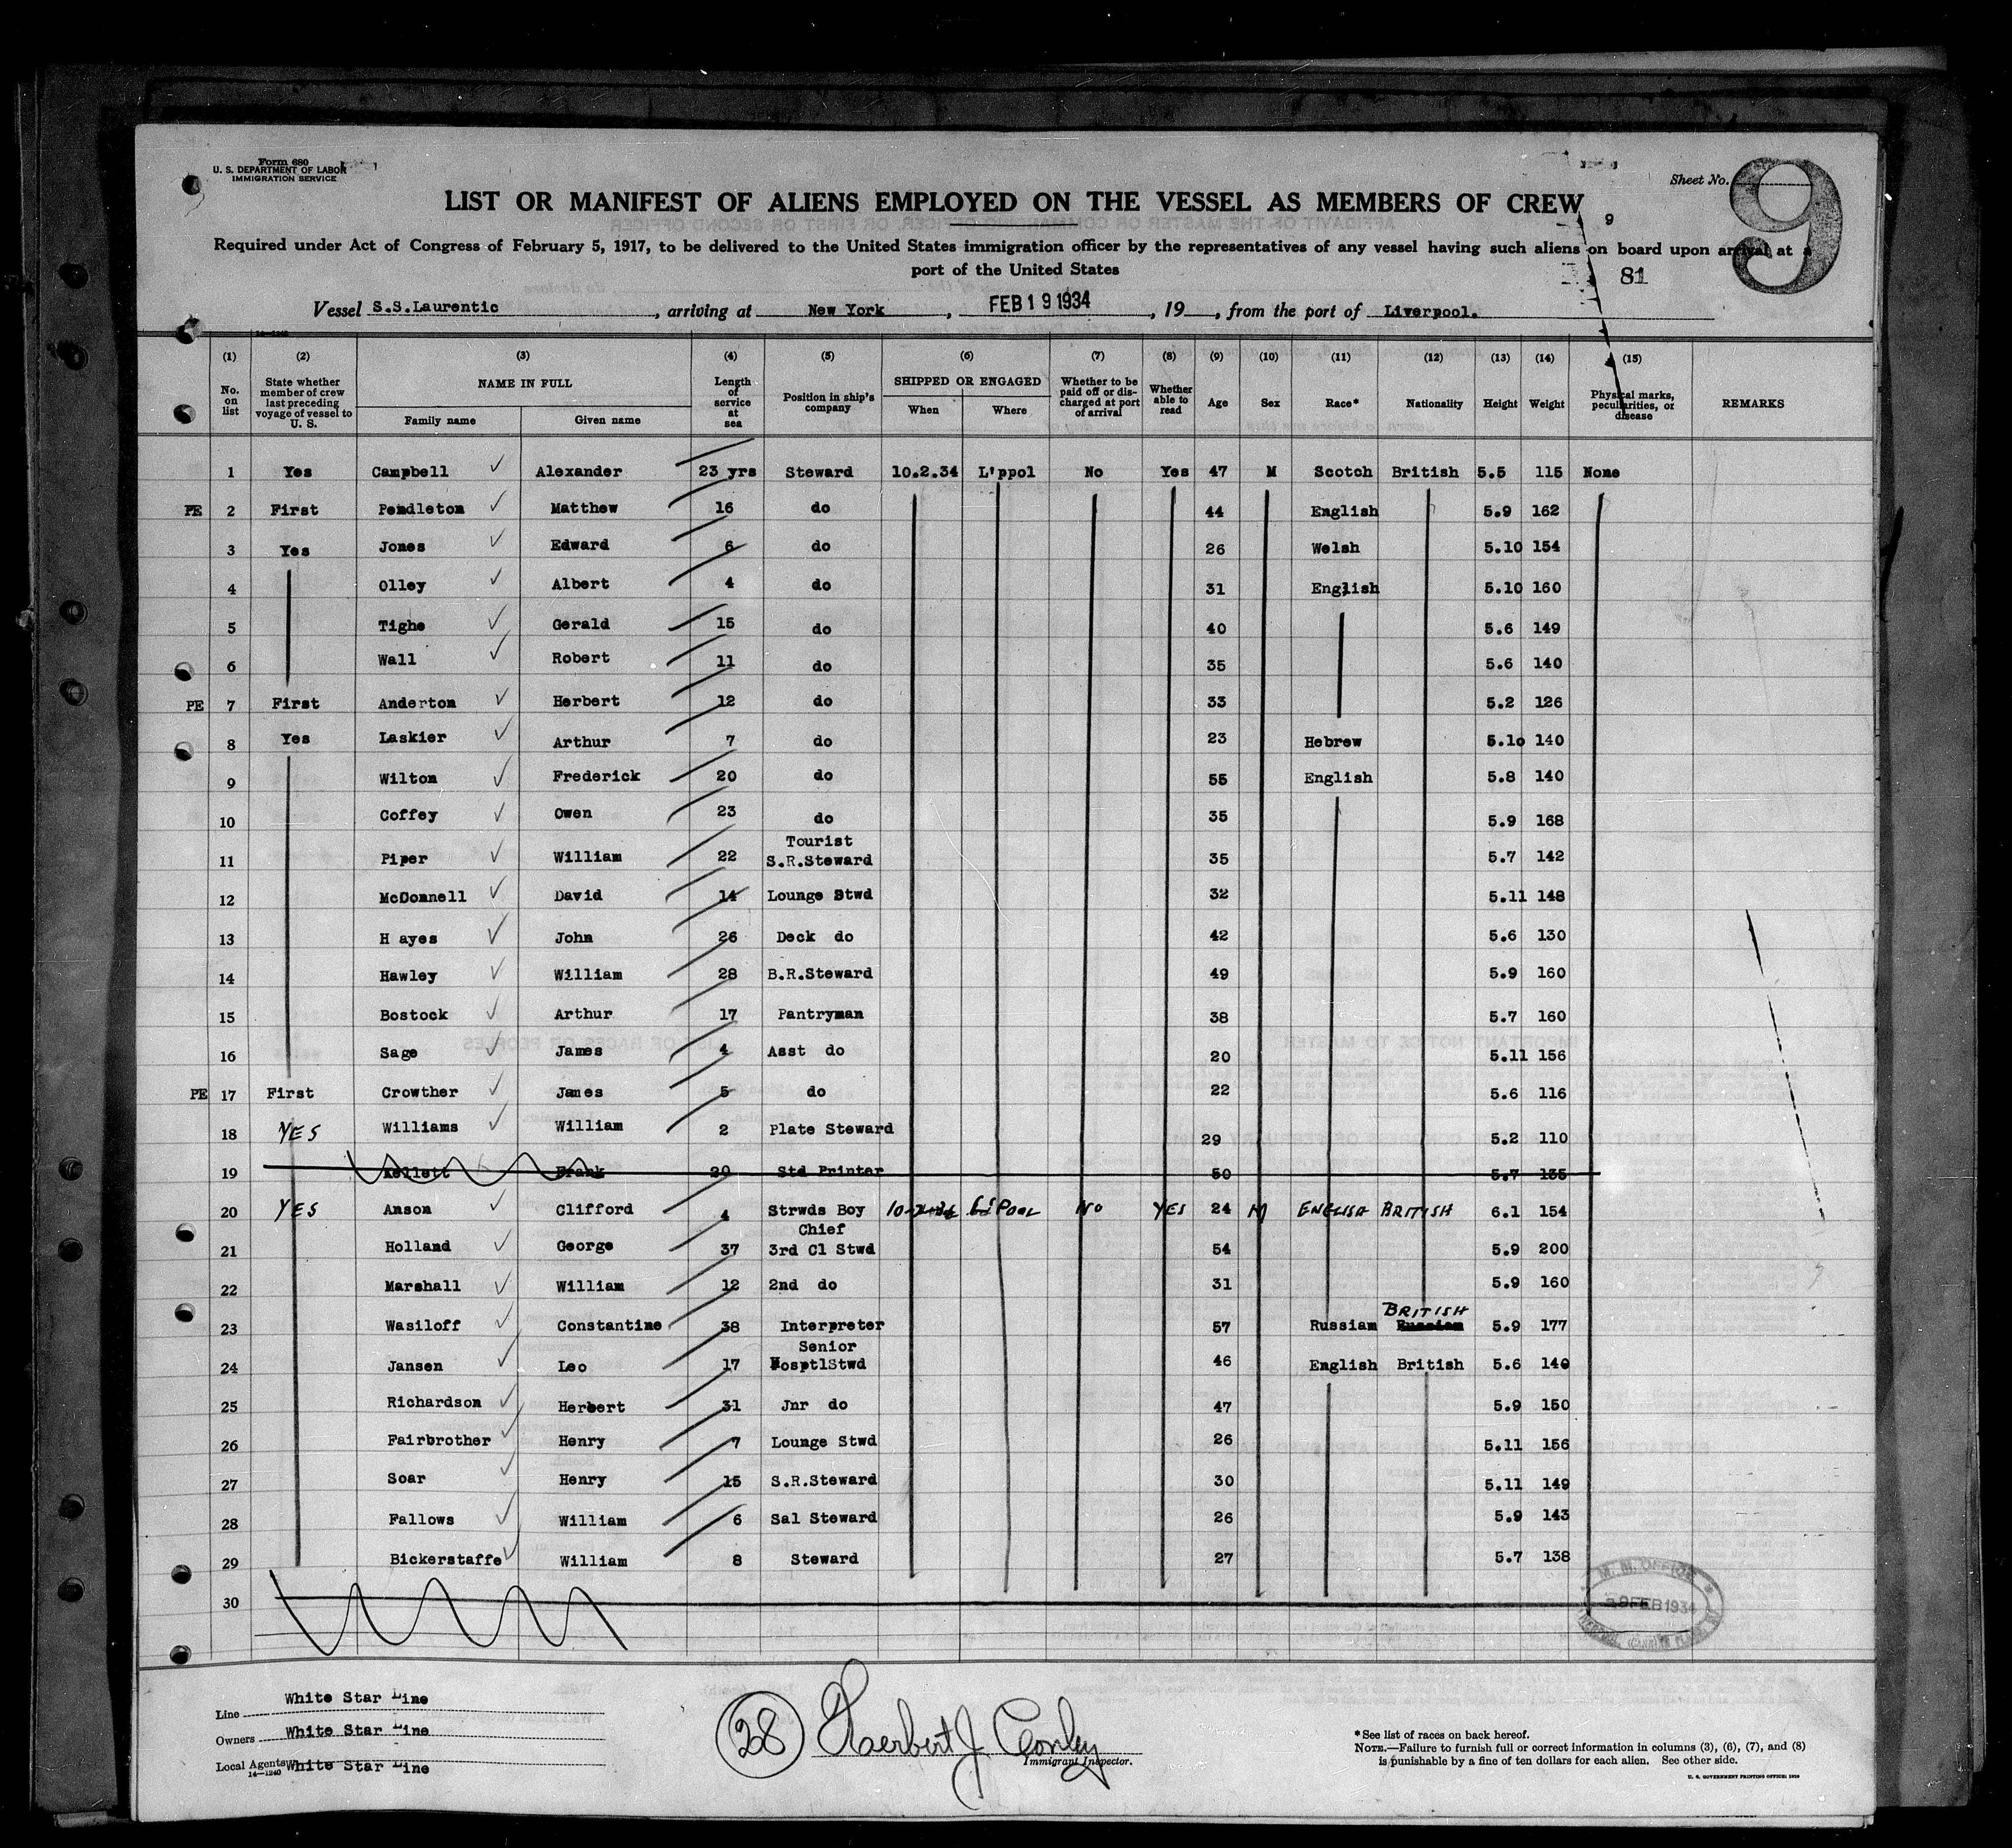 Form 680
U. S. DEPARTMENT OF LABOR
IMMIGRATION SERVICE
Sheet No.
9
LIST OR MANIFEST OF ALIENS EMPLOYED ON THE VESSEL AS MEMBERS OF CREW
9
Required under Act of Congress of February 5, 1917, to be delivered to the United States immigration officer by the representatives of any vessel having such aliens on board upon arrival at a
port of the United States
81
Vessel S.S.Laurentic, arriving at New York, FEB 19 1934, 19, from the port of Liverpool.
14-1240
(1) (2) (3) (4) (5) (6) (7) (8) (9) (10) (11) (12) (13) (14) (15)
No. on list State whether member of crew last preceding voyage of vessel to U. S. NAME IN FULL Family name Given name Length of service at sea Position in ship's company SHIPPED OR ENGAGED When Where Whether to be paid off or discharged at port of arrival Whether able to read Age Sex Race* Nationality Height Weight Physical marks, peculiarities, or disease REMARKS
1 Yes Campbell Alexander 23 yrs Steward 10.2.34 L'ppol No Yes 47 M Scotch British 5.5 115 None
PE 2 First Pendleton Matthew 16 do 44 English 5.9 162
3 Yes Jones Edward 6 do 26 Welsh 5.10 154
4 Olley Albert 4 do 31 English 5.10 160
5 Tighe Gerald 15 do 40 5.6 149
6 Wall Robert 11 do 35 5.6 140
PE 7 First Anderton Herbert 12 do 33 5.2 126
8 Yes Laskier Arthur 7 do 23 Hebrew 5.10 140
9 Wilton Frederick 20 do 55 English 5.8 140
10 Coffey Owen 23 do 35 5.9 168
11 Piper William 22 Tourist S.R.Steward 35 5.7 142
12 McDonnell David 14 Lounge Stwd 32 5.11 148
13 H ayes John 26 Deck do 42 5.6 130
14 Hawley William 28 B.R.Steward 49 5.9 160
15 Bostock Arthur 17 Pantryman 38 5.7 160
16 Sage James 4 Asst do 20 5.11 156
PE 17 First Crowther James 5 do 22 5.6 116
18 YES Williams William 2 Plate Steward 29 5.2 110
19 Kellett Frank 20 Std Printer 50 5.7 135
20 YES Anson Clifford 4 Strwds Boy 10-2-34 L'POOL NO YES 24 M ENGLISH BRITISH 6.1 154
21 Holland George 37 Chief 3rd Cl Stwd 54 5.9 200
22 Marshall William 12 2nd do 31 5.9 160
23 Wasiloff Constantine 38 Interpreter 57 Russian BRITISH Russian 5.9 177
24 Jansen Leo 17 Senior HosptlStwd 46 English British 5.6 140
25 Richardson Herbert 31 Jnr do 47 5.9 150
26 Fairbrother Henry 7 Lounge Stwd 26 5.11 156
27 Soar Henry 15 S.R.Steward 30 5.11 149
28 Fallows William 6 Sal Steward 26 5.9 143
29 Bickerstaffe William 8 Steward 27 5.7 138
30
M. M. OFFICE
9 FEB 1934
Line White Star Line
Owners White Star Line
Local Agents White Star Line
14-1240
28 Herbert J Conley
Immigrant Inspector.
*See list of races on back hereof.
NOTE.—Failure to furnish full or correct information in columns (3), (6), (7), and (8)
is punishable by a fine of ten dollars for each alien. See other side.
U. S. GOVERNMENT PRINTING OFFICE: 1929